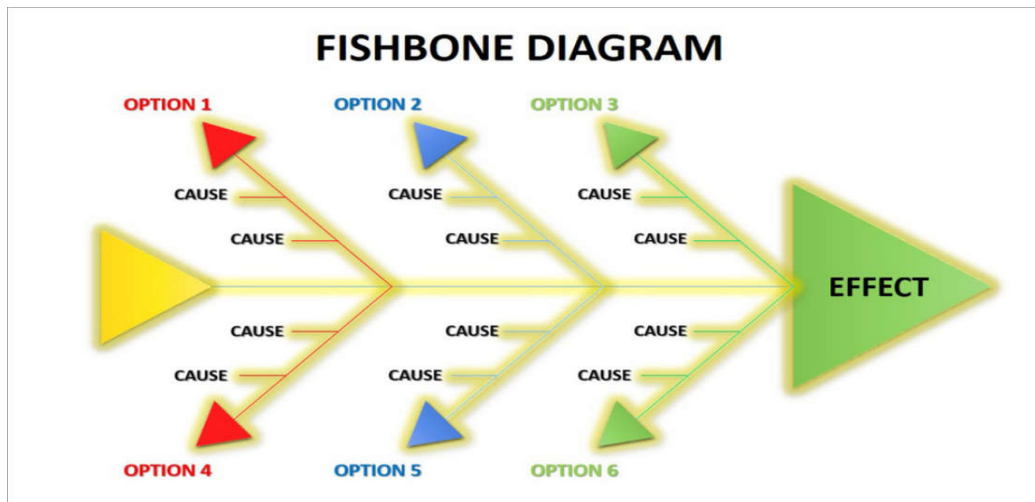 FISHBONE DIAGRAM
OPTION 1
OPTION 2
OPTION 3
CAUSE
CAUSE
CAUSE
CAUSE
CAUSE
CAUSE
EFFECT
CAUSE
CAUSE
CAUSE
CAUSE
CAUSE
CAUSE
OPTION 4
OPTION 5
OPTION 6